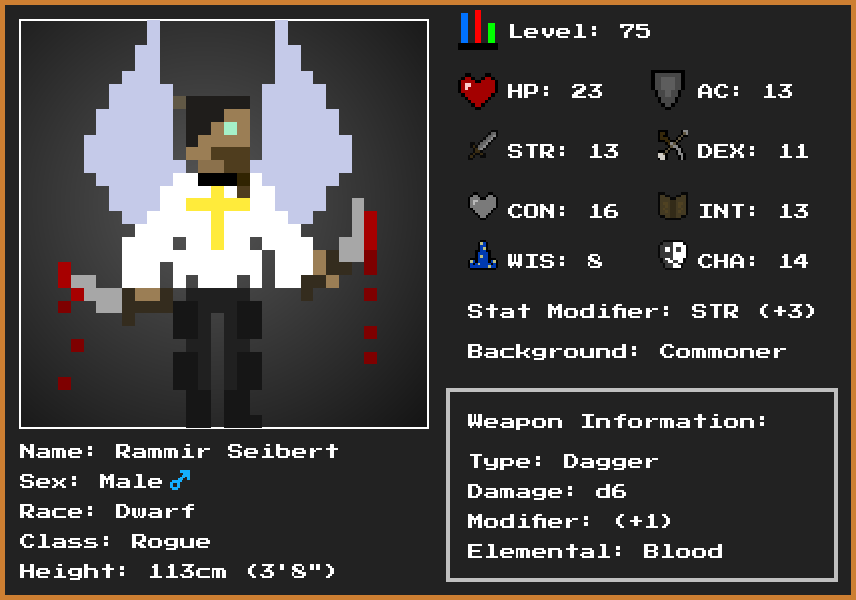 Level: 75
HP: 23
AC: 13
STR: 13
DEX: 11
CON: 16
INT: 13
WIS: 8
CHA: 14
Stat Modifier: STR (+3)
Background: Commoner
Weapon Information:
Type: Dagger
Damage: d6
Modifier: (+1)
Elemental: Blood
Name: Rammir Seibert
Sex: Male♂
Race: Dwarf
Class: Rogue
Height: 113cm (3'8")